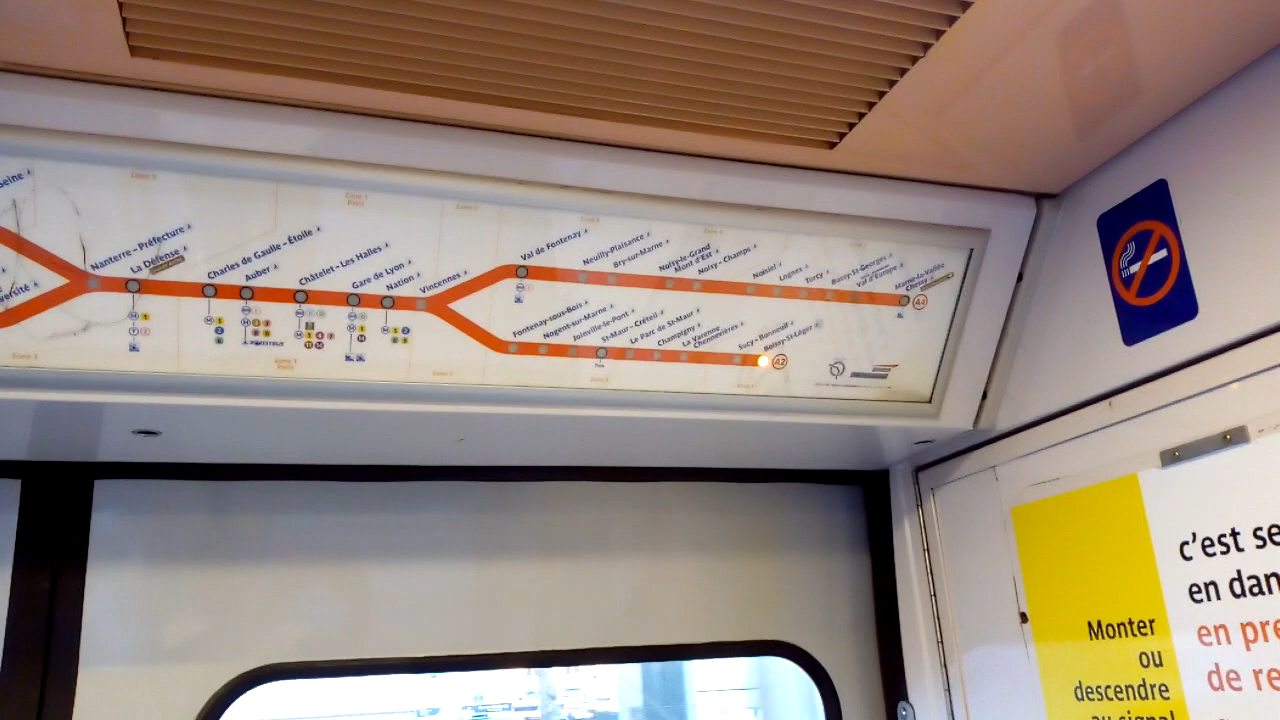 Seine
Nanterre – Préfecture
La Défense
Charles de Gaulle – Étoile
Auber
Châtelet – Les Halles
Gare de Lyon
Nation
Vincennes
Val de Fontenay
Neuilly-Plaisance
Bry-sur-Marne
Noisy-le-Grand
Mont d'Est
Noisy – Champs
Noisiel
Lognes
Torcy
Bussy-St-Georges
Val d'Europe
Marne-la-Vallée
Chessy
A4
Fontenay-sous-Bois
Nogent-sur-Marne
Joinville-le-Pont
St-Maur – Créteil
Le Parc de St-Maur
Champigny
La Varenne
Chennevières
Sucy – Bonneuil
Boissy-St-Léger
A2
c'est se
en dan
en pre
de re
Monter
ou
descendre
au signal